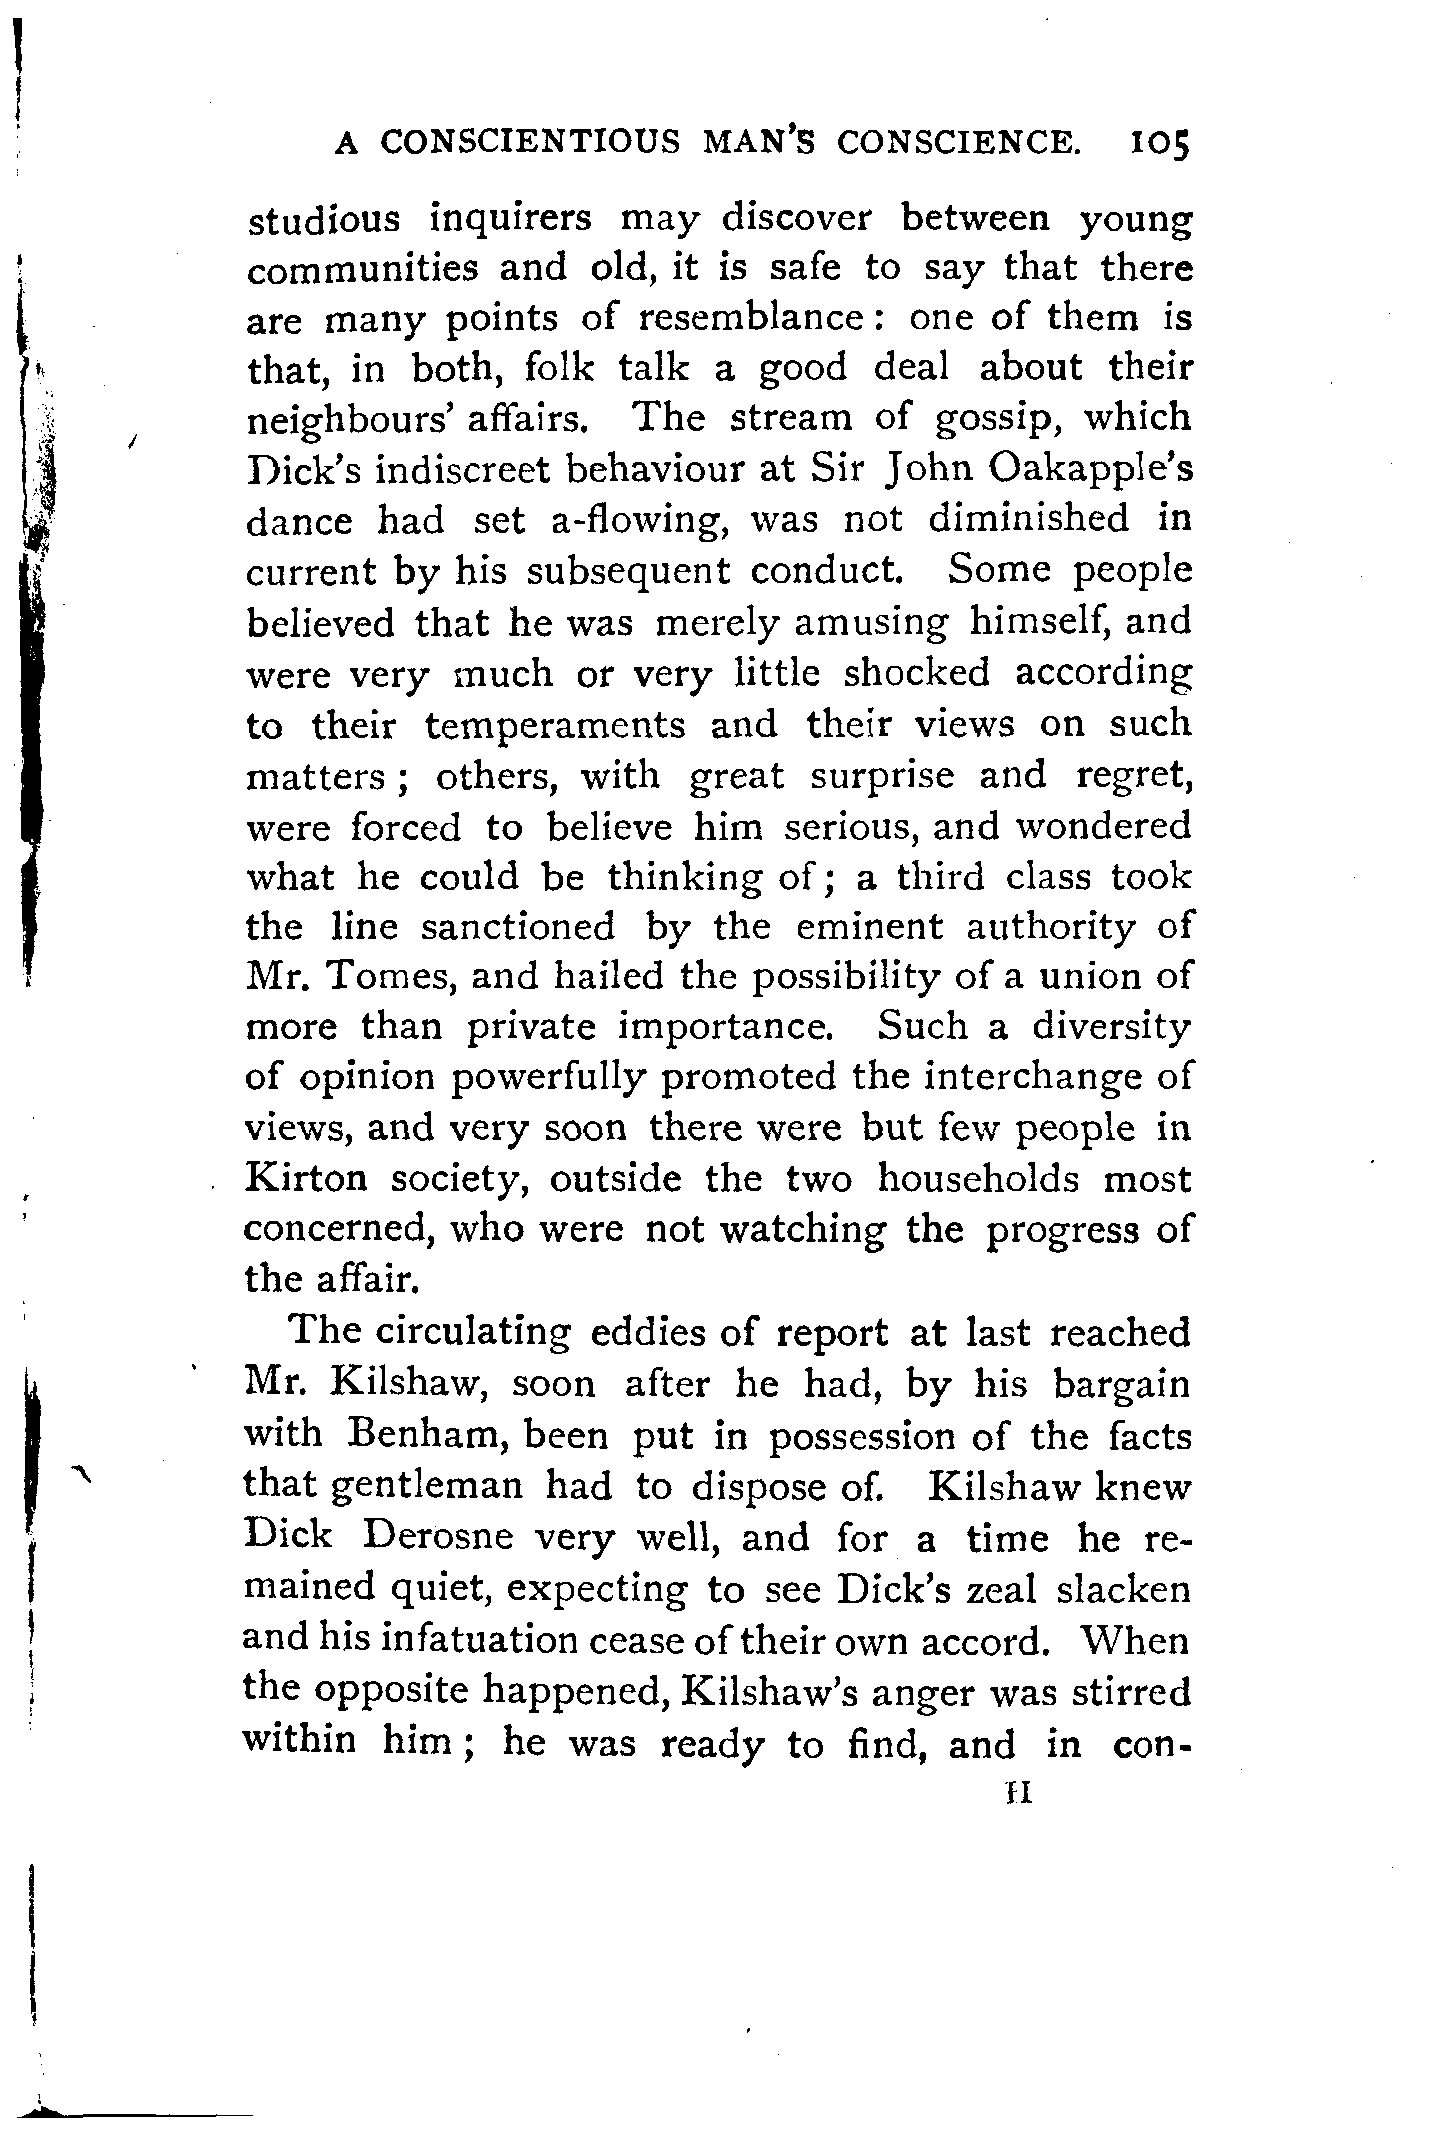 A CONSCIENTIOUS MAN'S CONSCIENCE. 105
studious inquirers may discover between young
communities and old, it is safe to say that there
are many points of resemblance : one of them is
that, in both, folk talk a good deal about their
neighbours' affairs. The stream of gossip, which
Dick's indiscreet behaviour at Sir John Oakapple's
dance had set a-flowing, was not diminished in
current by his subsequent conduct. Some people
believed that he was merely amusing himself, and
were very much or very little shocked according
to their temperaments and their views on such
matters ; others, with great surprise and regret,
were forced to believe him serious, and wondered
what he could be thinking of ; a third class took
the line sanctioned by the eminent authority of
Mr. Tomes, and hailed the possibility of a union of
more than private importance. Such a diversity
of opinion powerfully promoted the interchange of
views, and very soon there were but few people in
Kirton society, outside the two households most
concerned, who were not watching the progress of
the affair.
The circulating eddies of report at last reached
Mr. Kilshaw, soon after he had, by his bargain
with Benham, been put in possession of the facts
that gentleman had to dispose of. Kilshaw knew
Dick Derosne very well, and for a time he re-
mained quiet, expecting to see Dick's zeal slacken
and his infatuation cease of their own accord. When
the opposite happened, Kilshaw's anger was stirred
within him ; he was ready to find, and in con-
H